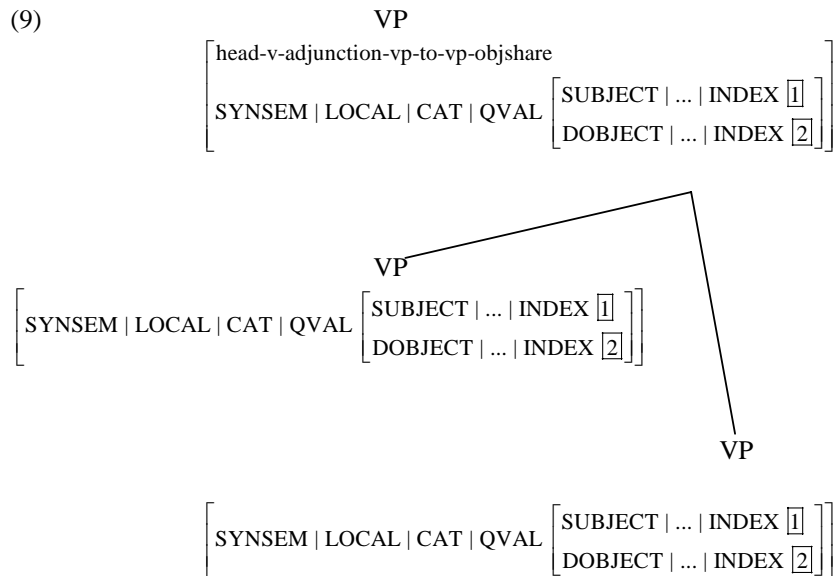 (9) VP
head-v-adjunction-vp-to-vp-objshare
SYNSEM | LOCAL | CAT | QVAL [SUBJECT | ... | INDEX 1
DOBJECT | ... | INDEX 2]
VP
[SYNSEM | LOCAL | CAT | QVAL [SUBJECT | ... | INDEX 1
DOBJECT | ... | INDEX 2]]
VP
[SYNSEM | LOCAL | CAT | QVAL [SUBJECT | ... | INDEX 1
DOBJECT | ... | INDEX 2]]